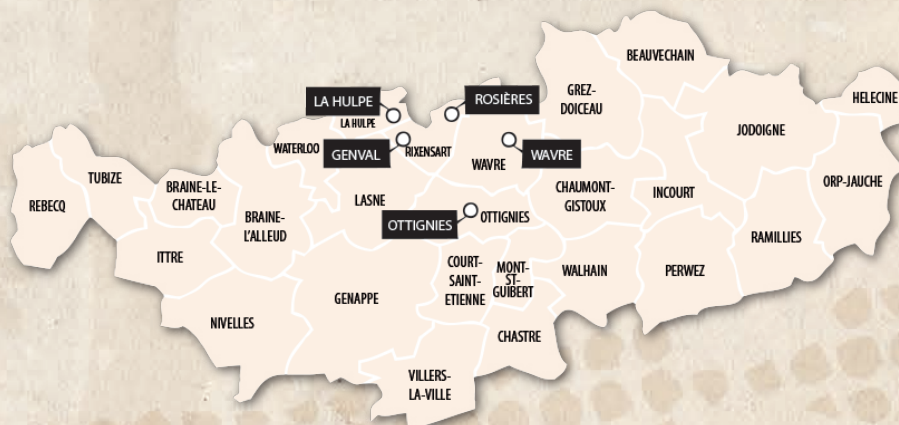 BEAUVECHAIN
GREZ-
DOICEAU
HELECINE
LA HULPE
ROSIÈRES
LA HULPE
JODOIGNE
WATERLOO
GENVAL
RIXENSART
WAVRE
WAVRE
TUBIZE
BRAINE-LE-
CHATEAU
REBECQ
LASNE
CHAUMONT-
GISTOUX
INCOURT
ORP-JAUCHE
BRAINE-
L'ALLEUD
OTTIGNIES
OTTIGNIES
RAMILLIES
ITTRE
COURT-
SAINT-
ETIENNE
MONT-
ST-
GUIBERT
WALHAIN
PERWEZ
GENAPPE
NIVELLES
CHASTRE
VILLERS-
LA-VILLE